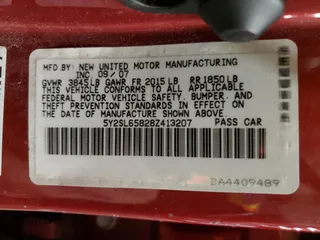 MFD BY: NEW UNITED MOTOR MANUFACTURING
INC. 09 / 07
GVWR 3845LB GAWR FR 2015 LB RR 1850 LB
THIS VEHICLE CONFORMS TO ALL APPLICABLE
FEDERAL MOTOR VEHICLE SAFETY, BUMPER, AND
THEFT PREVENTION STANDARDS IN EFFECT ON
THE DATE OF MANUFACTURE SHOWN ABOVE.
5Y2SL65828Z413207 PASS CAR
BA4409489